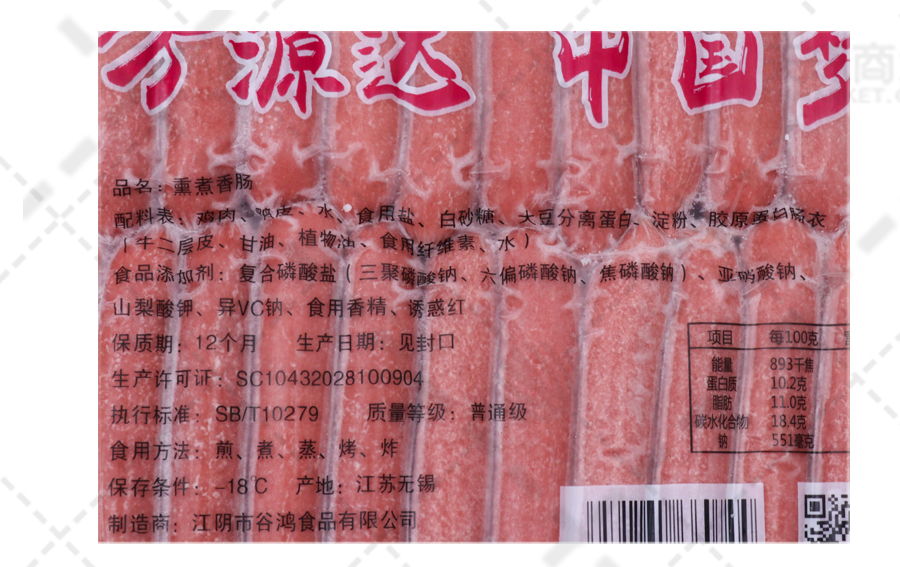 万源达 中国梦
商
KET.C
品名：熏煮香肠
配料表：鸡肉、鸭皮、水、食用盐、白砂糖、大豆分离蛋白、淀粉、胶原蛋白肠衣
（牛二层皮、甘油、植物油、食用纤维素、水）
食品添加剂：复合磷酸盐（三聚磷酸钠、六偏磷酸钠、焦磷酸钠）、亚硝酸钠、
山梨酸钾、异VC钠、食用香精、诱惑红
保质期：12个月 生产日期：见封口
生产许可证：SC10432028100904
执行标准：SB/T10279 质量等级：普通级
食用方法：煎、煮、蒸、烤、炸
保存条件：-18℃ 产地：江苏无锡
制造商：江阴市谷鸿食品有限公司
项目 每100克
能量 893千焦
蛋白质 10.2克
脂肪 11.0克
碳水化合物 18.4克
钠 551毫克